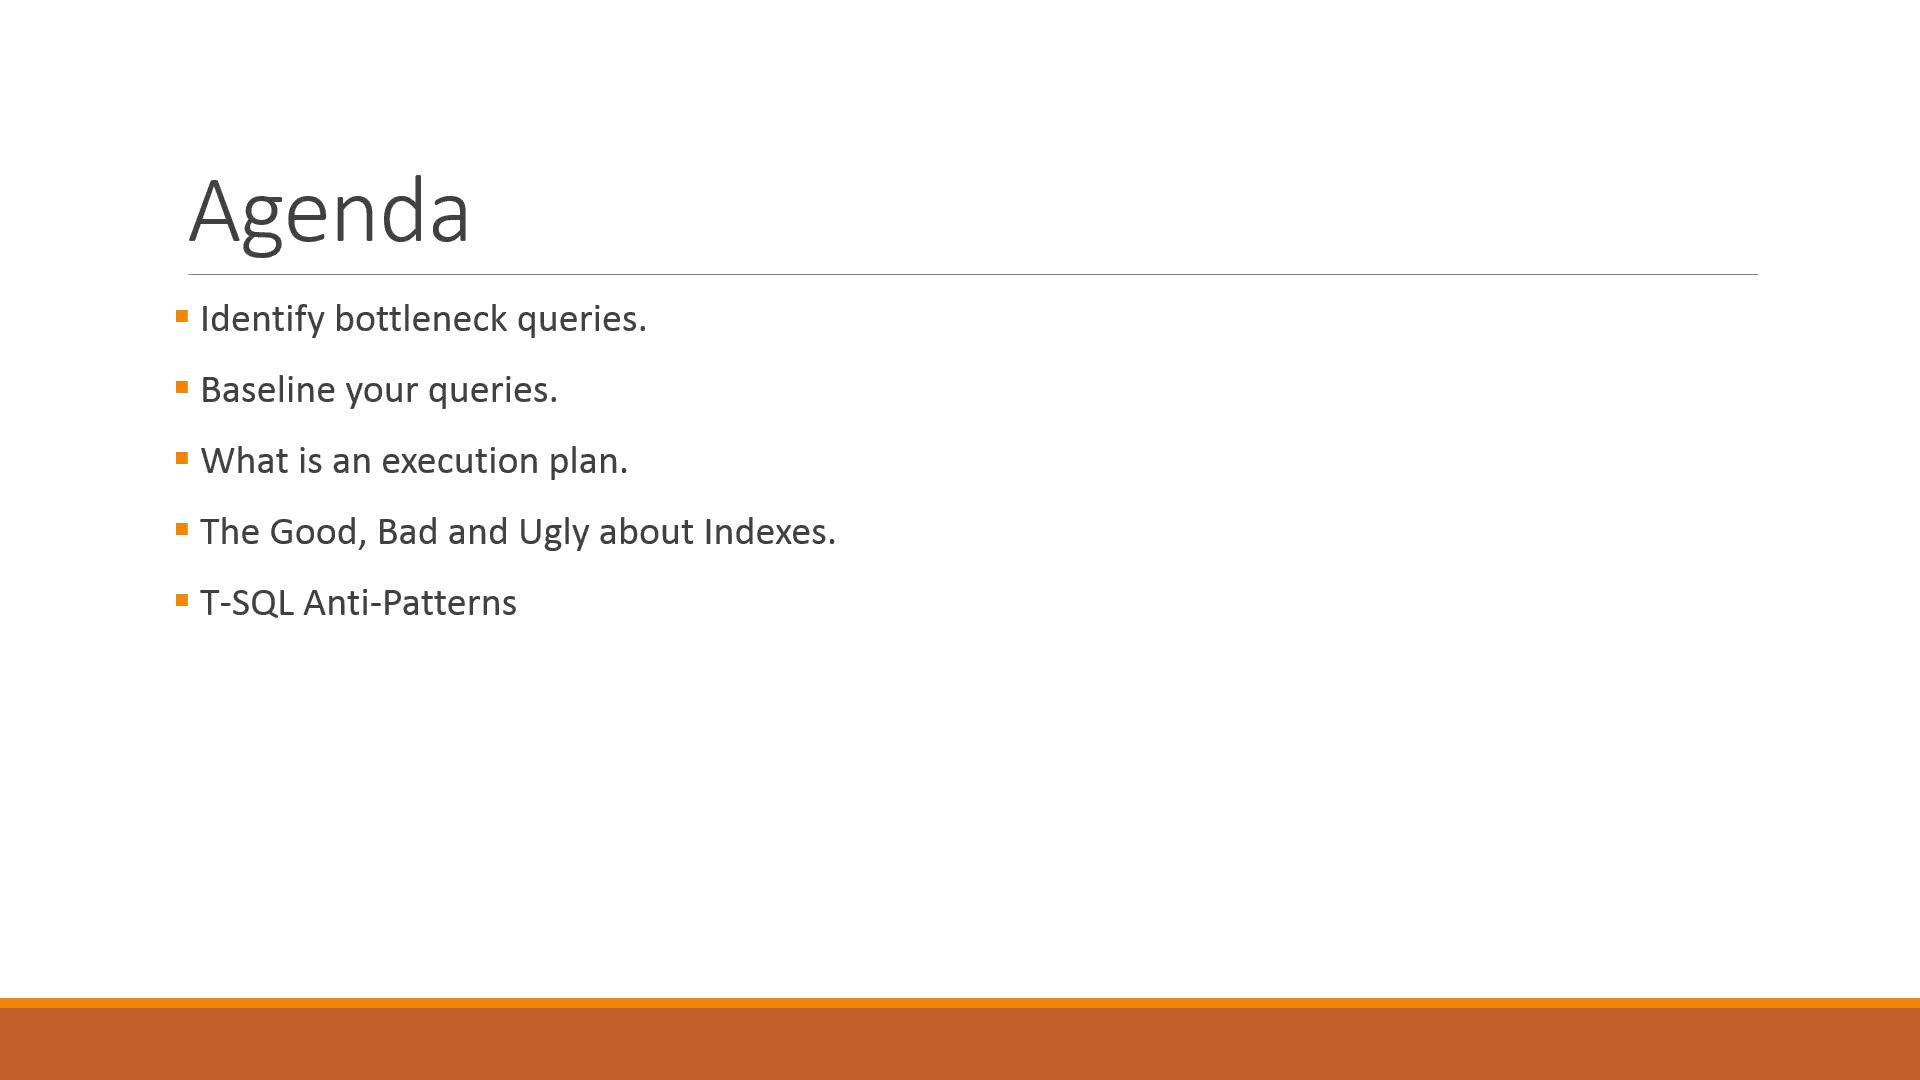 Agenda
Identify bottleneck queries.
Baseline your queries.
What is an execution plan.
The Good, Bad and Ugly about Indexes.
T-SQL Anti-Patterns